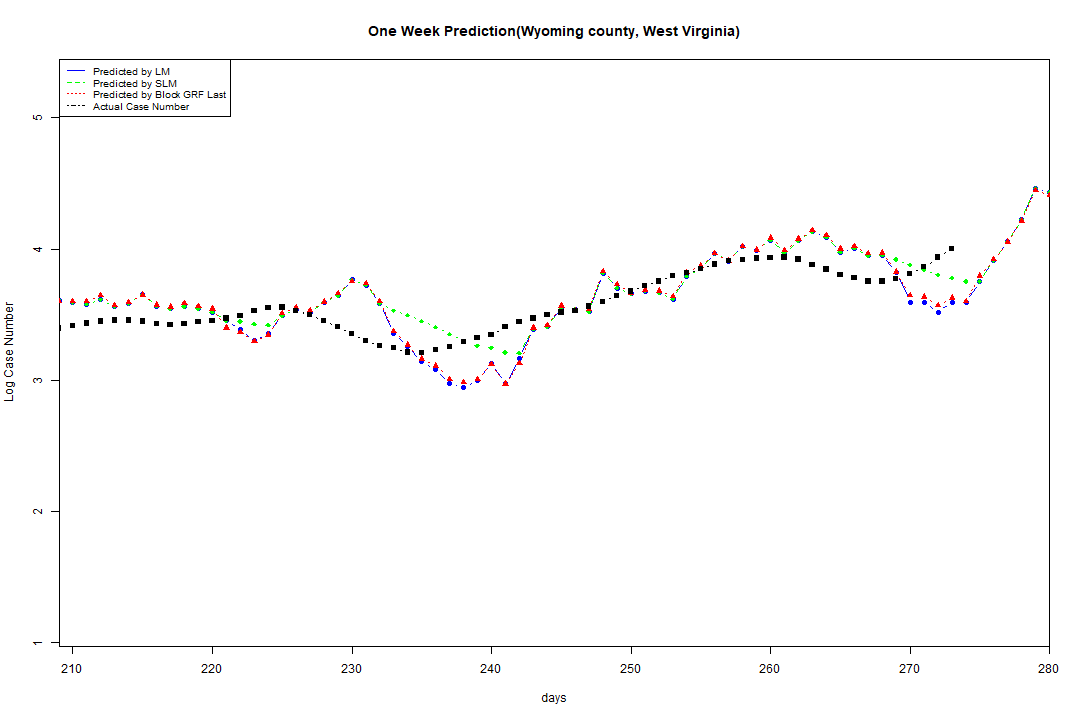 One Week Prediction(Wyoming county, West Virginia)
Predicted by LM
Predicted by SLM
Predicted by Block GRF Last
Actual Case Number
5
4
3
2
1
Log Case Number
210 220 230 240 250 260 270 280
days